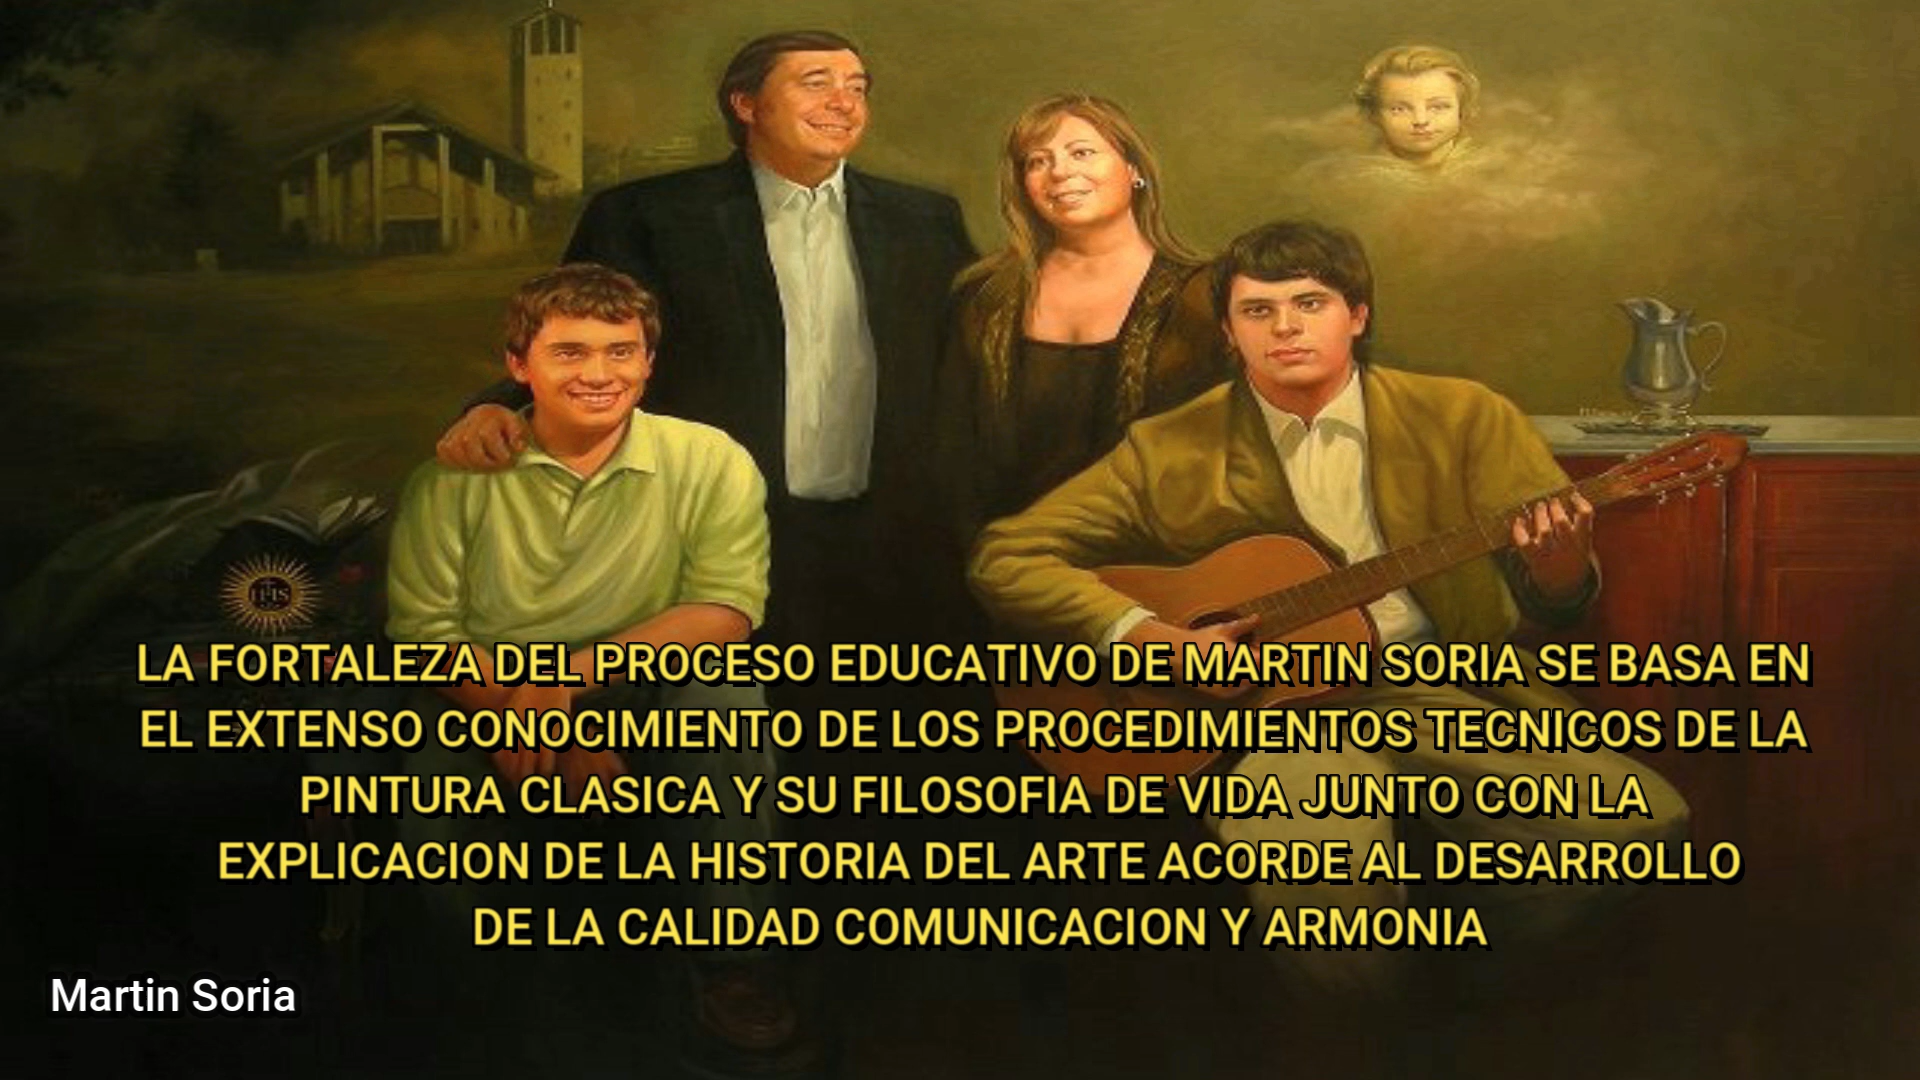 IHS
LA FORTALEZA DEL PROCESO EDUCATIVO DE MARTIN SORIA SE BASA EN
EL EXTENSO CONOCIMIENTO DE LOS PROCEDIMIENTOS TECNICOS DE LA
PINTURA CLASICA Y SU FILOSOFIA DE VIDA JUNTO CON LA
EXPLICACION DE LA HISTORIA DEL ARTE ACORDE AL DESARROLLO
DE LA CALIDAD COMUNICACION Y ARMONIA
Martin Soria